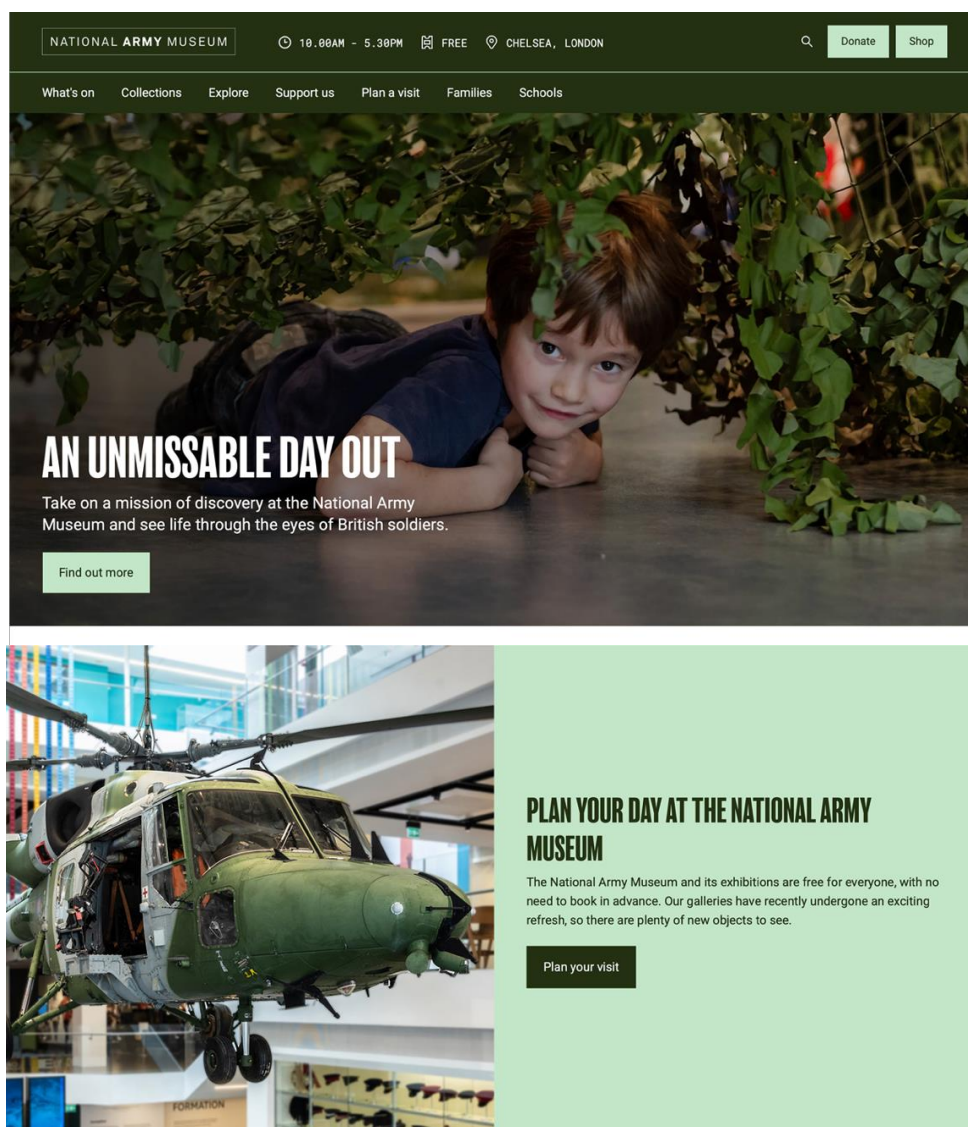 NATIONAL ARMY MUSEUM
10.00AM - 5.30PM
FREE
CHELSEA, LONDON
Donate
Shop
What's on
Collections
Explore
Support us
Plan a visit
Families
Schools
AN UNMISSABLE DAY OUT
Take on a mission of discovery at the National Army
Museum and see life through the eyes of British soldiers.
Find out more
PLAN YOUR DAY AT THE NATIONAL ARMY
MUSEUM
The National Army Museum and its exhibitions are free for everyone, with no
need to book in advance. Our galleries have recently undergone an exciting
refresh, so there are plenty of new objects to see.
Plan your visit
FORMATION